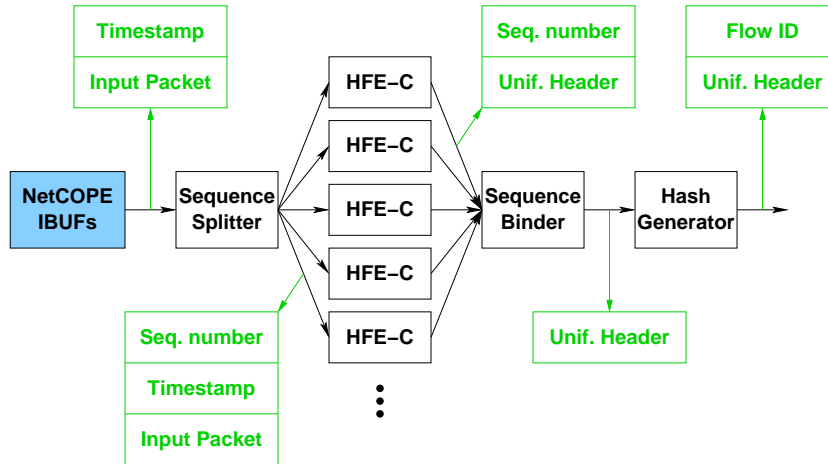 Timestamp
Input Packet
Seq. number
Unif. Header
Flow ID
Unif. Header
HFE-C
HFE-C
HFE-C
HFE-C
HFE-C
NetCOPE
IBUFs
Sequence
Splitter
Sequence
Binder
Hash
Generator
Seq. number
Timestamp
Input Packet
Unif. Header